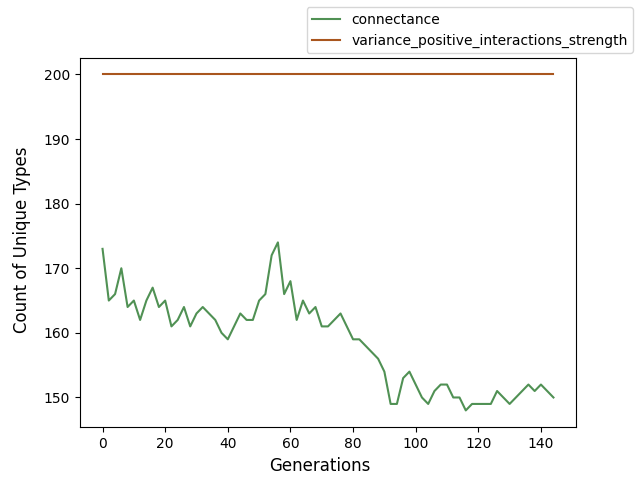 connectance
variance_positive_interactions_strength
200
190
180
170
160
150
Count of Unique Types
0 20 40 60 80 100 120 140
Generations